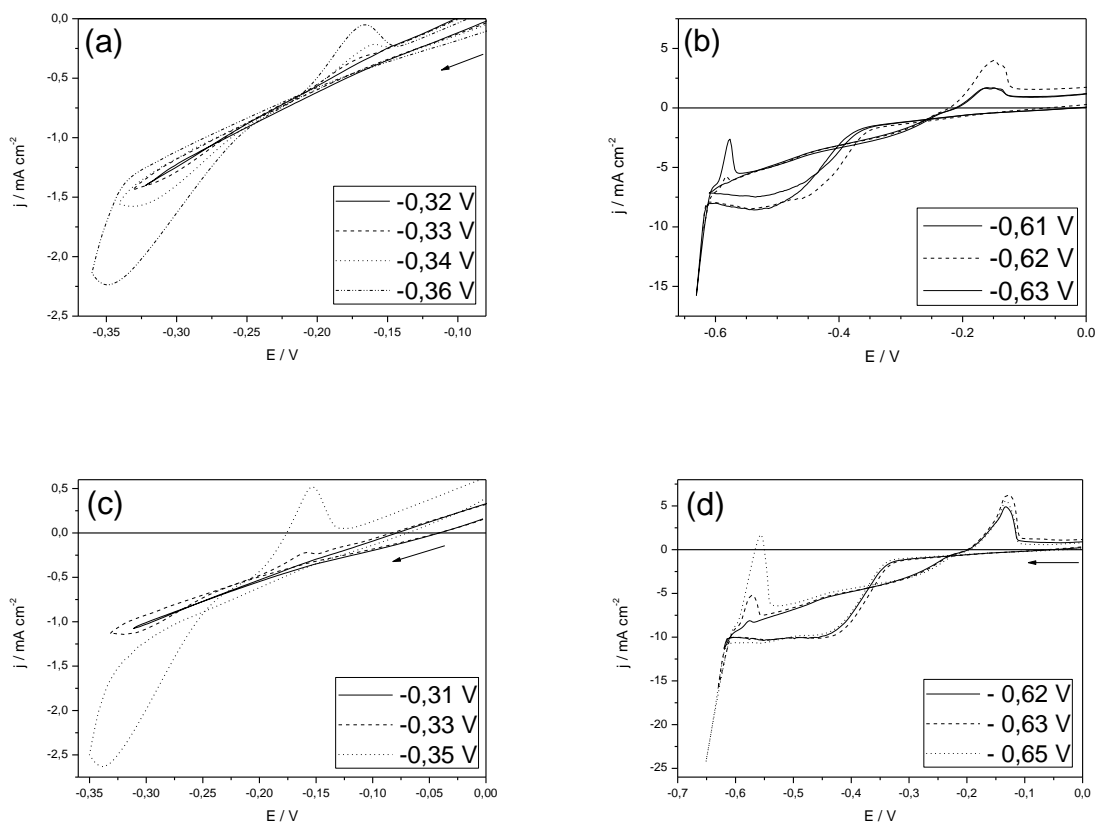 (a)
0,0
-0,5
-1,0
-1,5
-2,0
-2,5
j / mA cm-2
-0,32 V
-0,33 V
-0,34 V
-0,36 V
-0,35 -0,30 -0,25 -0,20 -0,15 -0,10
E / V
(b)
5
0
-5
-10
-15
j / mA cm-2
-0,61 V
-0,62 V
-0,63 V
-0.6 -0.4 -0.2 0.0
E / V
(c)
0,5
0,0
-0,5
-1,0
-1,5
-2,0
-2,5
j / mA cm-2
-0,31 V
-0,33 V
-0,35 V
-0,35 -0,30 -0,25 -0,20 -0,15 -0,10 -0,05 0,00
E / V
(d)
10
5
0
-5
-10
-15
-20
-25
j / mA cm-2
- 0,62 V
- 0,63 V
- 0,65 V
-0,7 -0,6 -0,5 -0,4 -0,3 -0,2 -0,1 0,0
E / V